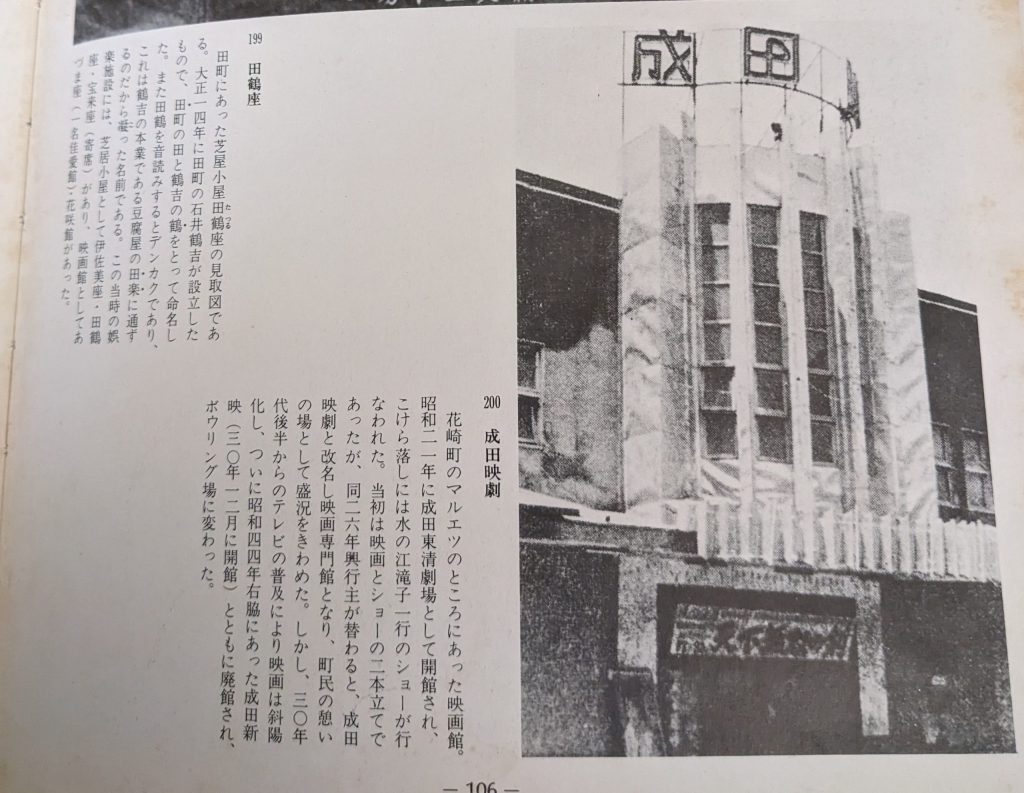 成田
199 田鶴座
田町にあった芝屋小屋田鶴座の見取図であ
る。大正一四年に田町の石井鶴吉が設立した
もので、田町の田と鶴吉の鶴をとって命名し
た。また田鶴を音読みするとデンカクであり、
これは鶴吉の本業である豆腐屋の田楽に通ず
るのだから凝った名前である。この当時の娯
楽施設には、芝居小屋として伊佐美座・田鶴
座・宝来座(寄席)があり、映画館としてあ
づま座(一名佳愛館)・花咲館があった。
200 成田映劇
花崎町のマルエツのところにあった映画館。
昭和二一年に成田東清劇場として開館され、
こけら落しには水の江滝子一行のショーが行
なわれた。当初は映画とショーの二本立てで
あったが、同二六年興行主が替わると、成田
映劇と改名し映画専門館となり、町民の憩い
の場として盛況をきわめた。しかし、三〇年
代後半からのテレビの普及により映画は斜陽
化し、ついに昭和四四年右脇にあった成田新
映(三〇年一二月に開館)とともに廃館され、
ボウリング場に変わった。
— 106 —